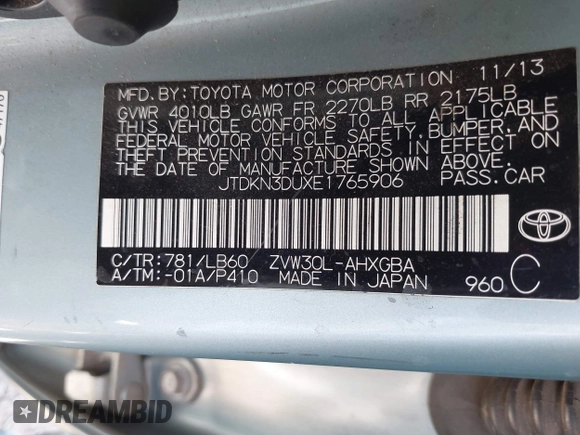 MFD. BY: TOYOTA MOTOR CORPORATION 11/13
GVWR 4010LB GAWR FR 2270LB RR 2175LB
THIS VEHICLE CONFORMS TO ALL APPLICABLE
FEDERAL MOTOR VEHICLE SAFETY, BUMPER, AND
THEFT PREVENTION STANDARDS IN EFFECT ON
THE DATE OF MANUFACTURE SHOWN ABOVE.
JTDKN3DUXE1765906 PASS.CAR
TOYOTA
C/TR: 781/LB60 ZVW30L-AHXGBA
A/TM: -01A/P410 MADE IN JAPAN 960 C
DREAMBID